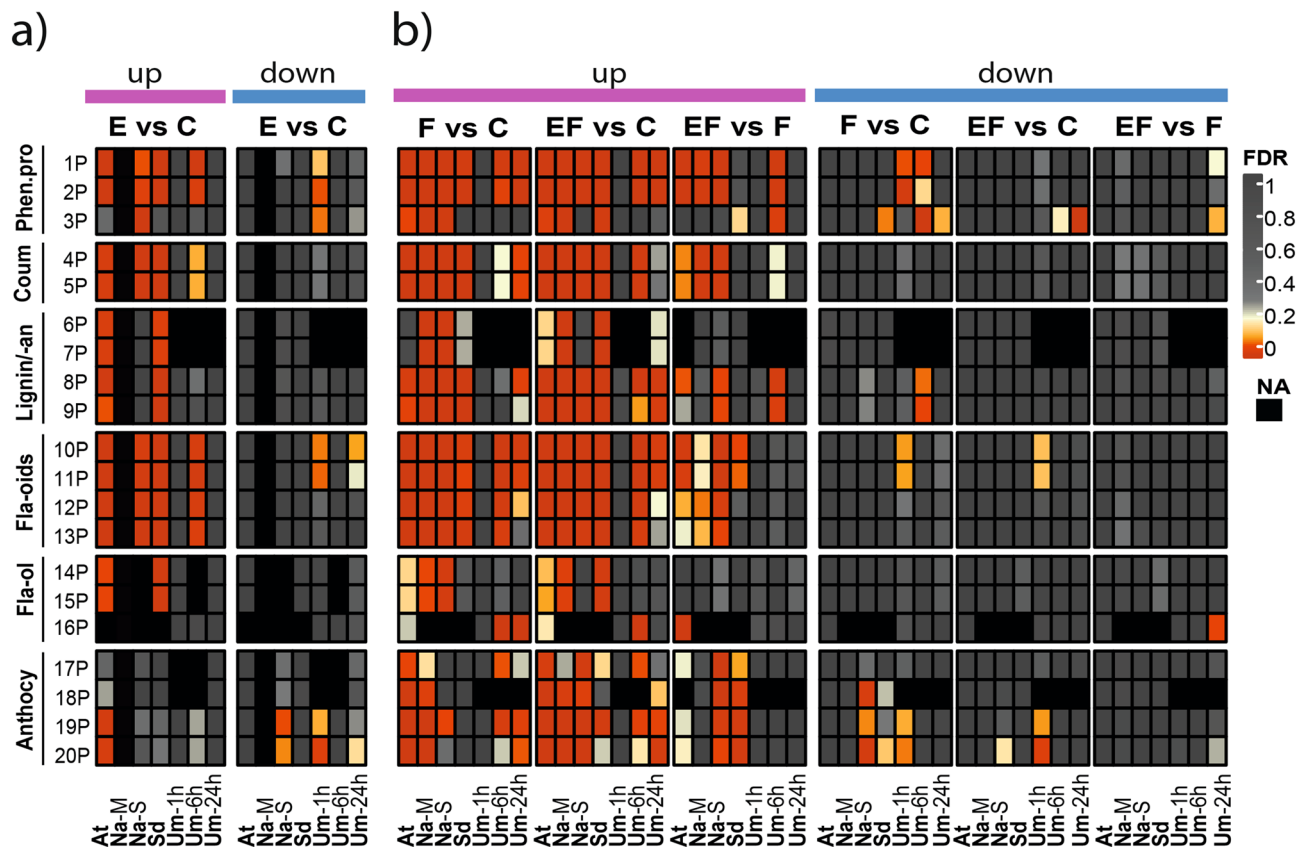 a)
b)
up
down
up
down
E vs C
E vs C
F vs C
EF vs C
EF vs F
F vs C
EF vs C
EF vs F
Phen.pro
1P
2P
3P
Coum
4P
5P
Lignin/-an
6P
7P
8P
9P
Fla-oids
10P
11P
12P
13P
Fla-ol
14P
15P
16P
Anthocy
17P
18P
19P
20P
FDR
1
0.8
0.6
0.4
0.2
0
NA
At Na-M Na-S Sd Um-1h Um-6h Um-24h
At Na-M Na-S Sd Um-1h Um-6h Um-24h
At Na-M Na-S Sd Um-1h Um-6h Um-24h
At Na-M Na-S Sd Um-1h Um-6h Um-24h
At Na-M Na-S Sd Um-1h Um-6h Um-24h
At Na-M Na-S Sd Um-1h Um-6h Um-24h
At Na-M Na-S Sd Um-1h Um-6h Um-24h
At Na-M Na-S Sd Um-1h Um-6h Um-24h